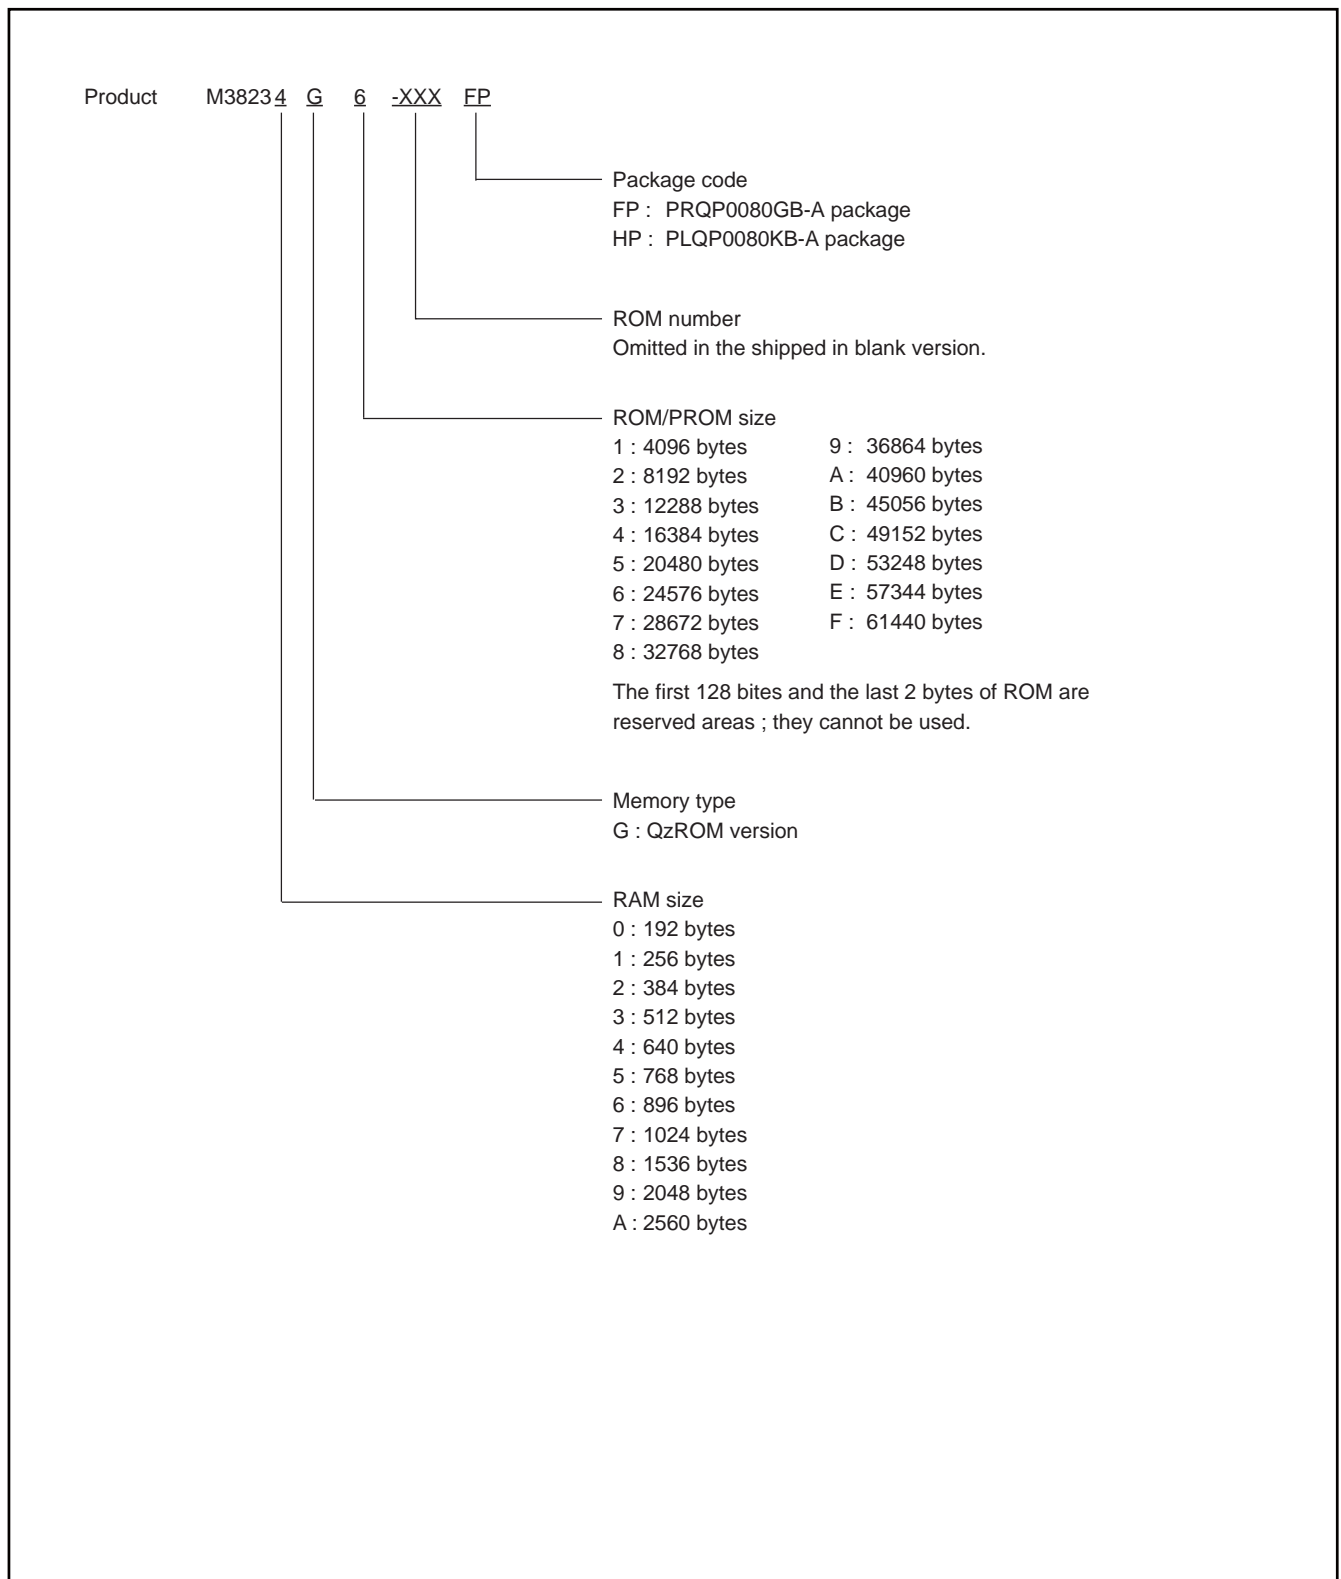 Product M38234 G 6 -XXX FP
Package code
FP : PRQP0080GB-A package
HP : PLQP0080KB-A package
ROM number
Omitted in the shipped in blank version.
ROM/PROM size
1 : 4096 bytes
2 : 8192 bytes
3 : 12288 bytes
4 : 16384 bytes
5 : 20480 bytes
6 : 24576 bytes
7 : 28672 bytes
8 : 32768 bytes
9 : 36864 bytes
A : 40960 bytes
B : 45056 bytes
C : 49152 bytes
D : 53248 bytes
E : 57344 bytes
F : 61440 bytes
The first 128 bites and the last 2 bytes of ROM are
reserved areas ; they cannot be used.
Memory type
G : QzROM version
RAM size
0 : 192 bytes
1 : 256 bytes
2 : 384 bytes
3 : 512 bytes
4 : 640 bytes
5 : 768 bytes
6 : 896 bytes
7 : 1024 bytes
8 : 1536 bytes
9 : 2048 bytes
A : 2560 bytes